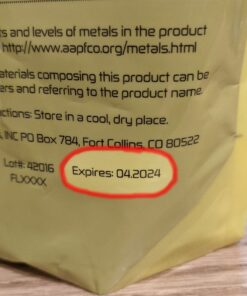 ts and levels of metals in the product
http://www.aapfco.org/metals.html
aterials composing this product can be
ers and referring to the product name.
ctions: Store in a cool, dry place.
, INC PO Box 784, Fort Collins, CO 80522
Lot#: 42016
FLXXXX
Expires: 04.2024